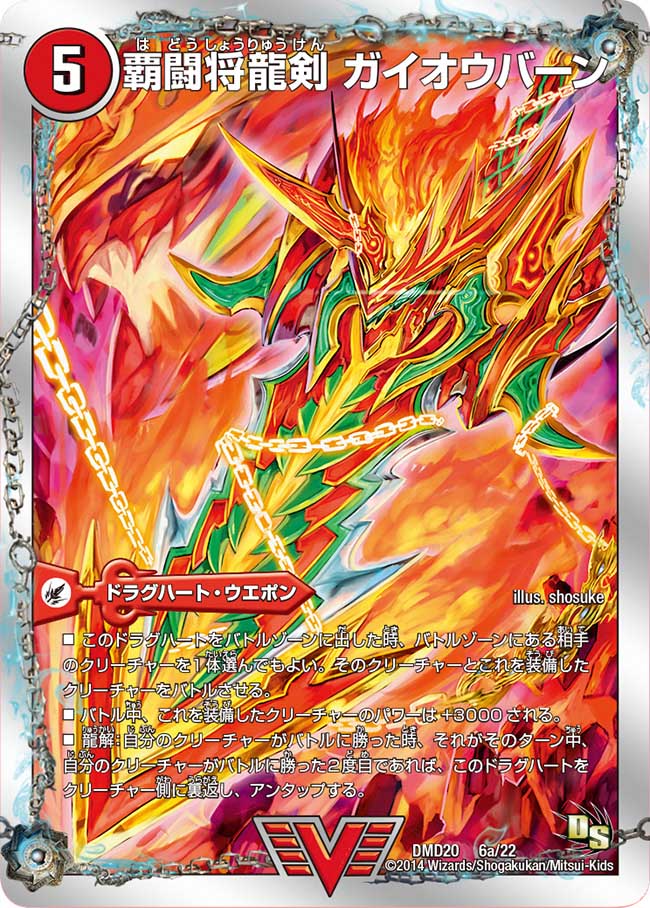 5
は どうしょうりゅうけん
覇闘将龍剣 ガイオウバーン
ドラグハート・ウエポン
illus. shosuke
■ このドラグハートをバトルゾーンに出した時、バトルゾーンにある相手
のクリーチャーを1体選んでもよい。そのクリーチャーとこれを装備した
クリーチャーをバトルさせる。
■ バトル中、これを装備したクリーチャーのパワーは+3000される。
■ 龍解:自分のクリーチャーがバトルに勝った時、それがそのターン中、
自分のクリーチャーがバトルに勝った2度目であれば、このドラグハートを
クリーチャー側に裏返し、アンタップする。
V
DS
DMD20 6a/22
©2014 Wizards/Shogakukan/Mitsui-Kids